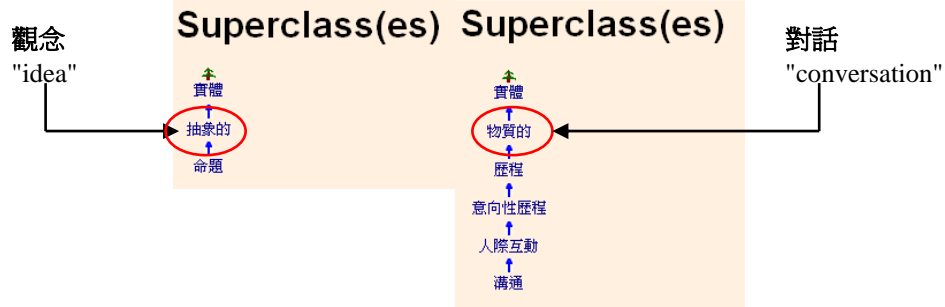 觀念
"idea"
Superclass(es)
實體
抽象的
命題
Superclass(es)
實體
物質的
歷程
意向性歷程
人際互動
溝通
對話
"conversation"